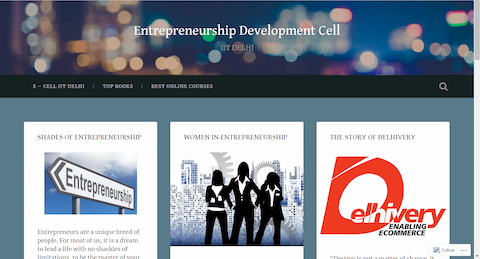 Entrepreneurship Development Cell
IIT DELHI
E – CELL IIT DELHI / TOP BOOKS / BEST ONLINE COURSES
SHADES OF ENTREPRENEURSHIP
Entrepreneurship
Entrepreneurs are a unique breed of
people. For most of us, it is a dream
to lead a life with no shackles of
limitations, to be the master of your
WOMEN IN ENTREPRENEURSHIP
THE STORY OF DELHIVERY
Delhivery
ENABLING
ECOMMERCE
"Destiny is not a matter of chance, it
Follow